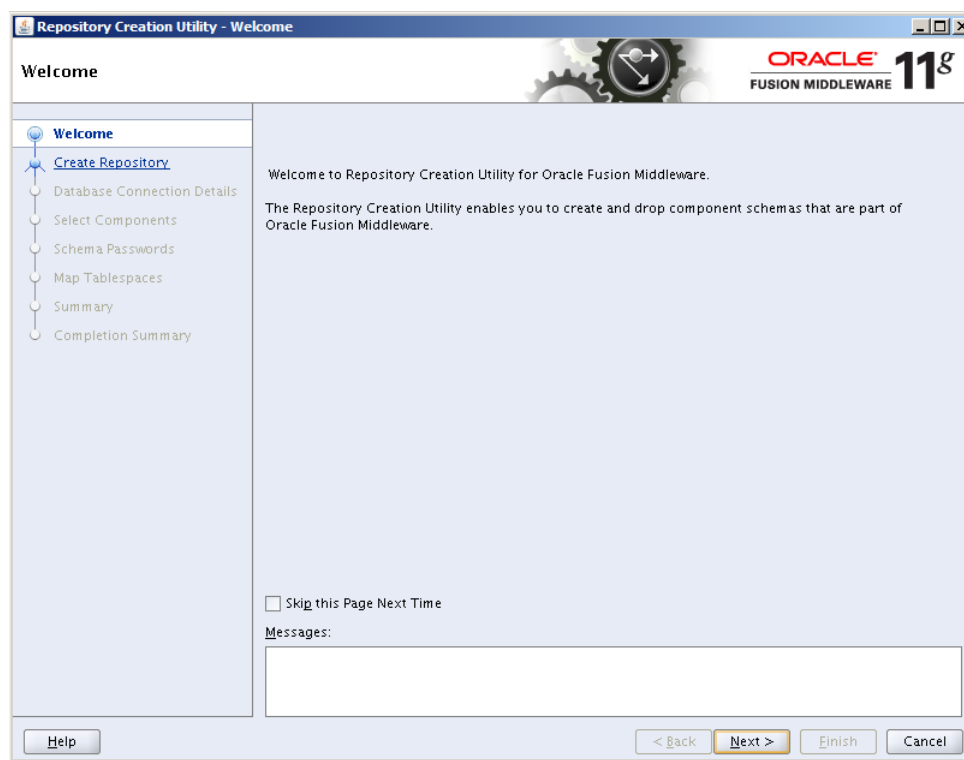 Repository Creation Utility - Welcome
Welcome
ORACLE
FUSION MIDDLEWARE
11g
Welcome
Create Repository
Database Connection Details
Select Components
Schema Passwords
Map Tablespaces
Summary
Completion Summary
Welcome to Repository Creation Utility for Oracle Fusion Middleware.
The Repository Creation Utility enables you to create and drop component schemas that are part of
Oracle Fusion Middleware.
Skip this Page Next Time
Messages:
Help
< Back
Next >
Finish
Cancel